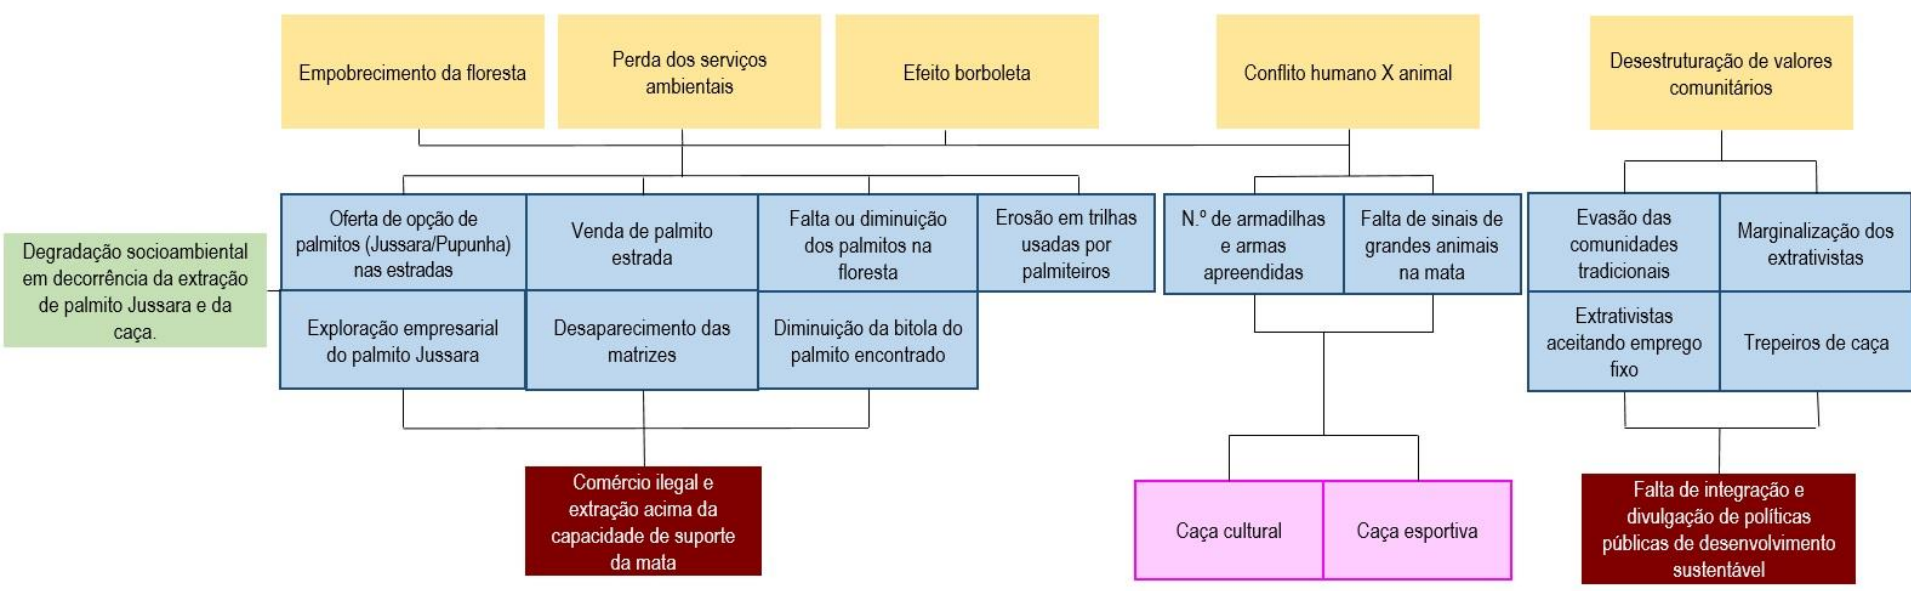 Empobrecimento da floresta
Perda dos serviços
ambientais
Efeito borboleta
Conflito humano X animal
Desestruturação de valores
comunitários
Degradação socioambiental
em decorrência da extração
de palmito Jussara e da
caça.
Oferta de opção de
palmitos (Jussara/Pupunha)
nas estradas
Venda de palmito
estrada
Falta ou diminuição
dos palmitos na
floresta
Erosão em trilhas
usadas por
palmiteiros
N.º de armadilhas
e armas
apreendidas
Falta de sinais de
grandes animais
na mata
Evasão das
comunidades
tradicionais
Marginalização dos
extrativistas
Exploração empresarial
do palmito Jussara
Desaparecimento das
matrizes
Diminuição da bitola do
palmito encontrado
Extrativistas
aceitando emprego
fixo
Trepeiros de caça
Comércio ilegal e
extração acima da
capacidade de suporte
da mata
Caça cultural
Caça esportiva
Falta de integração e
divulgação de políticas
públicas de desenvolvimento
sustentável